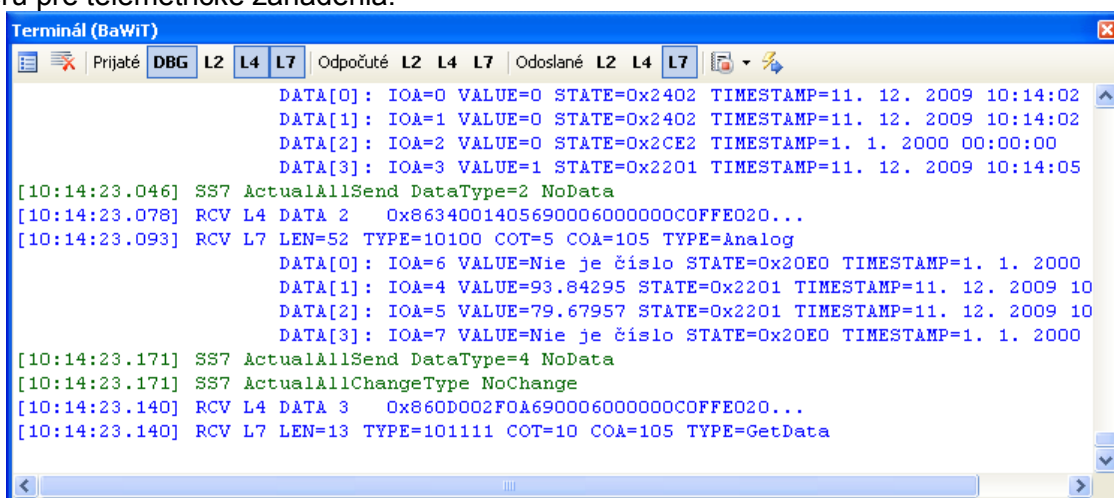 pre telemetrické zariadenia.
Terminál (BaWiT)
Prijaté DBG L2 L4 L7 Odpočuté L2 L4 L7 Odoslané L2 L4 L7
DATA[0]: IOA=0 VALUE=0 STATE=0x2402 TIMESTAMP=11. 12. 2009 10:14:02
DATA[1]: IOA=1 VALUE=0 STATE=0x2402 TIMESTAMP=11. 12. 2009 10:14:02
DATA[2]: IOA=2 VALUE=0 STATE=0x2CE2 TIMESTAMP=1. 1. 2000 00:00:00
DATA[3]: IOA=3 VALUE=1 STATE=0x2201 TIMESTAMP=11. 12. 2009 10:14:05
[10:14:23.046] SS7 ActualAllSend DataType=2 NoData
[10:14:23.078] RCV L4 DATA 2 0x86340014056900060000000C0FFE020...
[10:14:23.093] RCV L7 LEN=52 TYPE=10100 COT=5 COA=105 TYPE=Analog
DATA[0]: IOA=6 VALUE=Nie je číslo STATE=0x20E0 TIMESTAMP=1. 1. 2000
DATA[1]: IOA=4 VALUE=93.84295 STATE=0x2201 TIMESTAMP=11. 12. 2009 10
DATA[2]: IOA=5 VALUE=79.67957 STATE=0x2201 TIMESTAMP=11. 12. 2009 10
DATA[3]: IOA=7 VALUE=Nie je číslo STATE=0x20E0 TIMESTAMP=1. 1. 2000
[10:14:23.171] SS7 ActualAllSend DataType=4 NoData
[10:14:23.171] SS7 ActualAllChangeType NoChange
[10:14:23.140] RCV L4 DATA 3 0x860D002F0A690006000000C0FFE020...
[10:14:23.140] RCV L7 LEN=13 TYPE=101111 COT=10 COA=105 TYPE=GetData